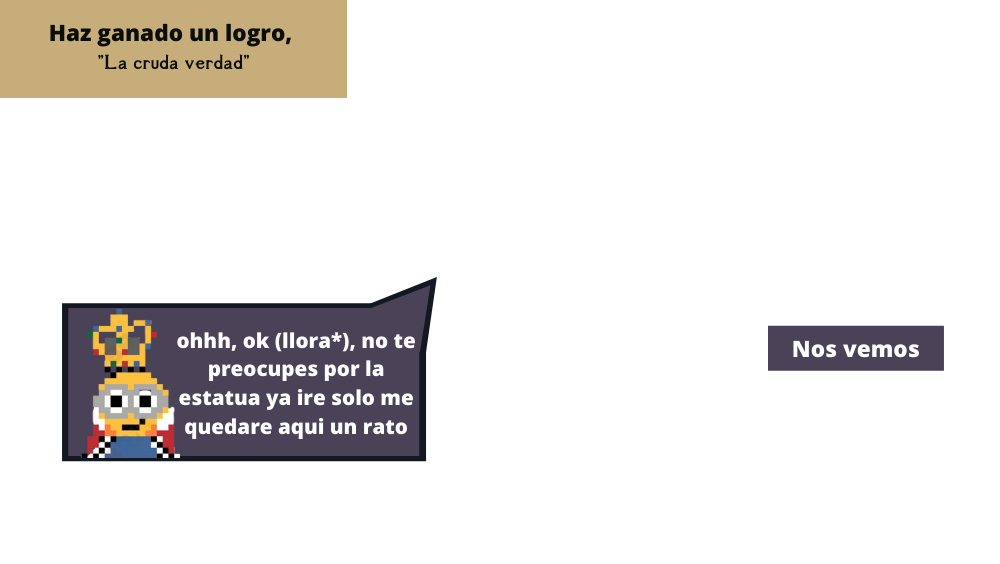 Haz ganado un logro,
"La cruda verdad"
ohhh, ok (llora*), no te
preocupes por la
estatua ya ire solo me
quedare aqui un rato
Nos vemos